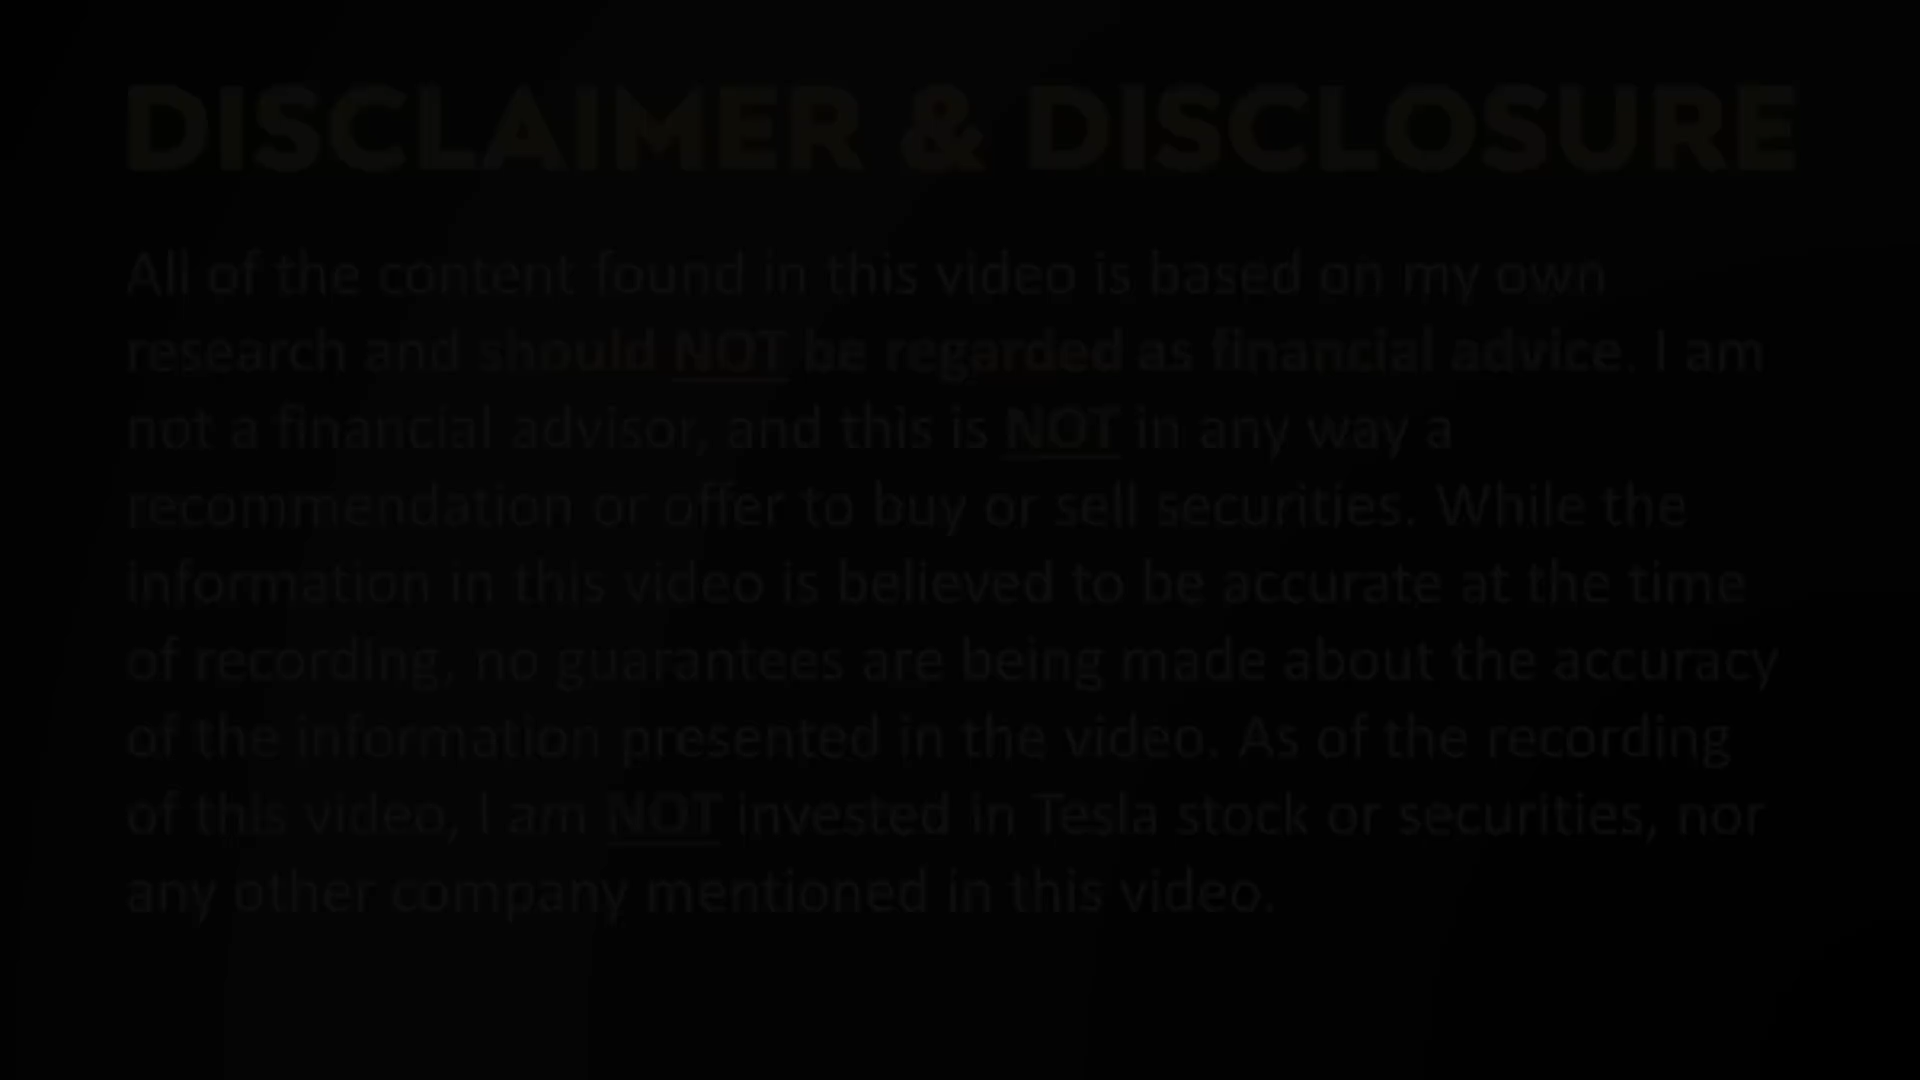 DISCLAIMER & DISCLOSURE
All of the content found in this video is based on my own
research and should NOT be regarded as financial advice. I am
not a financial advisor, and this is NOT in any way a
recommendation or offer to buy or sell securities. While the
information in this video is believed to be accurate at the time
of recording, no guarantees are being made about the accuracy
of the information presented in the video. As of the recording
of this video, I am NOT invested in Tesla stock or securities, nor
any other company mentioned in this video.